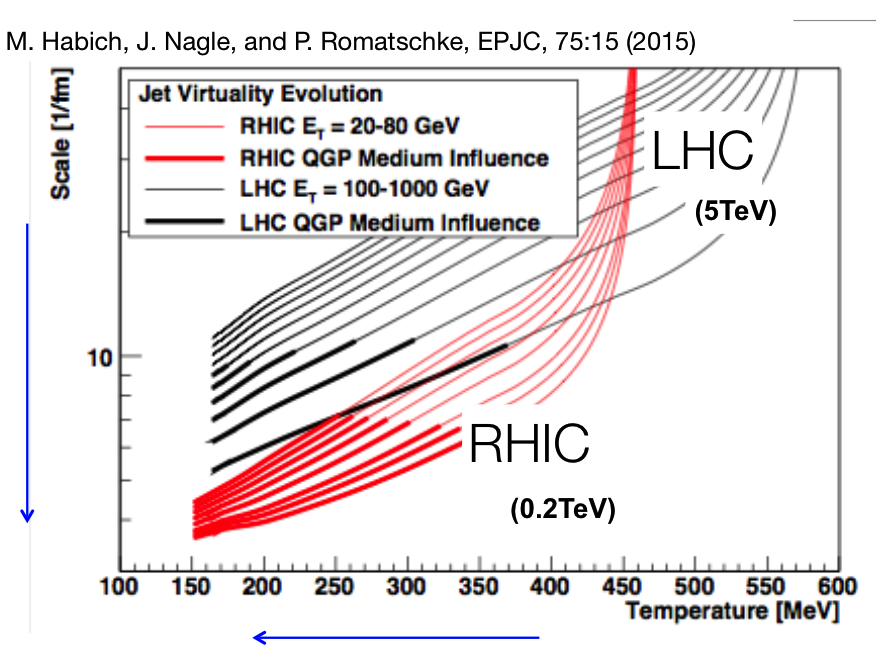 M. Habich, J. Nagle, and P. Romatschke, EPJC, 75:15 (2015)
Scale [1/fm]
Jet Virtuality Evolution
RHIC E_T = 20-80 GeV
RHIC QGP Medium Influence
LHC E_T = 100-1000 GeV
LHC QGP Medium Influence
LHC
(5TeV)
10
RHIC
(0.2TeV)
100 150 200 250 300 350 400 450 500 550 600
Temperature [MeV]